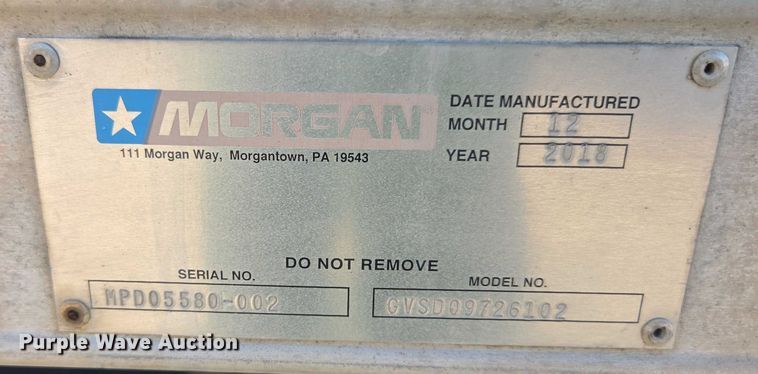 MORGAN
111 Morgan Way, Morgantown, PA 19543
DATE MANUFACTURED
MONTH 12
YEAR 2018
DO NOT REMOVE
SERIAL NO.
MPD05580-002
MODEL NO.
GVSD09726102
Purple Wave Auction